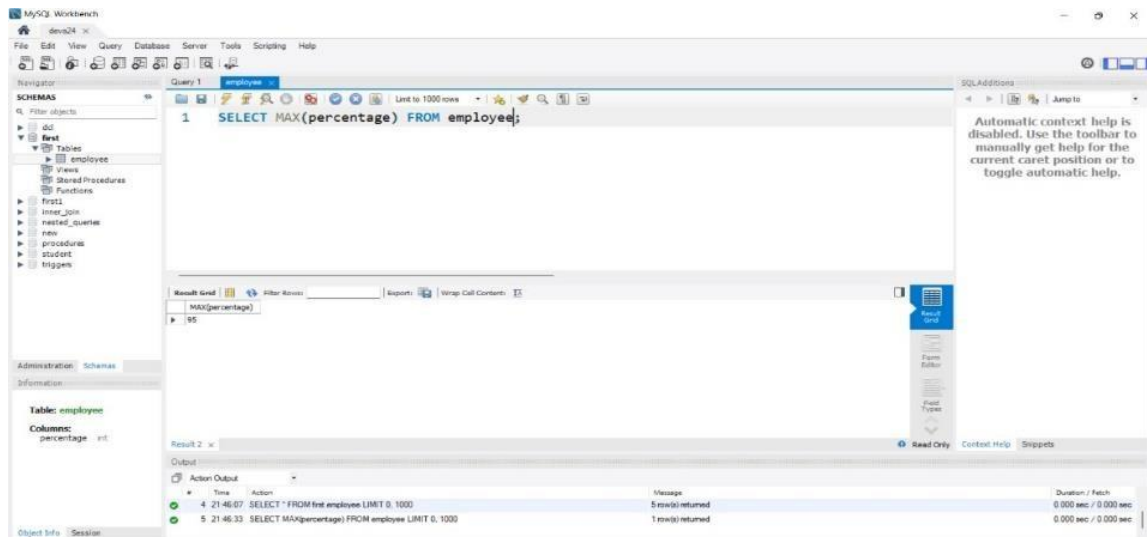 MySQL Workbench
deva24 ×
File Edit View Query Database Server Tools Scripting Help
Navigator
SCHEMAS
Filter objects
ddl
first
Tables
employee
Views
Stored Procedures
Functions
first1
inner_join
nested_queries
new
procedures
student
triggers
Administration Schemas
Information
Table: employee
Columns:
percentage int
Object Info Session
Query 1 employee ×
Limit to 1000 rows
1 SELECT MAX(percentage) FROM employee;
Result Grid Filter Rows: Export: Wrap Cell Content:
MAX(percentage)
95
Result Grid
Form Editor
Field Types
Result 2 × Read Only
Output
Action Output
# Time Action Message Duration / Fetch
4 21:46:07 SELECT * FROM first.employee LIMIT 0, 1000 5 row(s) returned 0.000 sec / 0.000 sec
5 21:46:33 SELECT MAX(percentage) FROM employee LIMIT 0, 1000 1 row(s) returned 0.000 sec / 0.000 sec
SQLAdditions
Jump to
Automatic context help is
disabled. Use the toolbar to
manually get help for the
current caret position or to
toggle automatic help.
Context Help Snippets